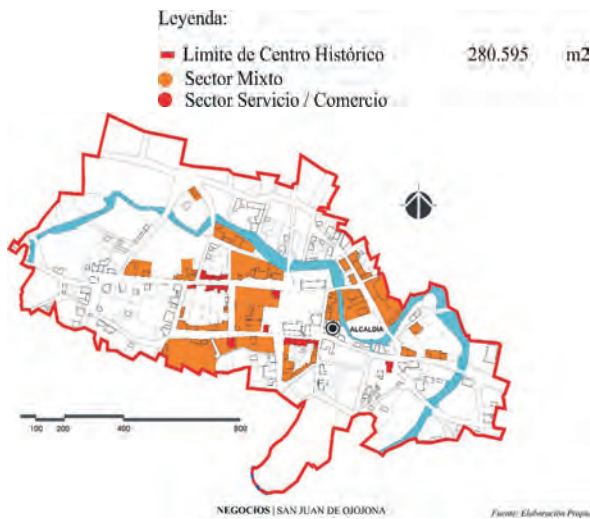 Leyenda:
Limite de Centro Histórico 280.595 m2
Sector Mixto
Sector Servicio / Comercio
ALCALDIA
100 200 400 800
NEGOCIOS | SAN JUAN DE OJOJONA
Fuente: Elaboración Propia